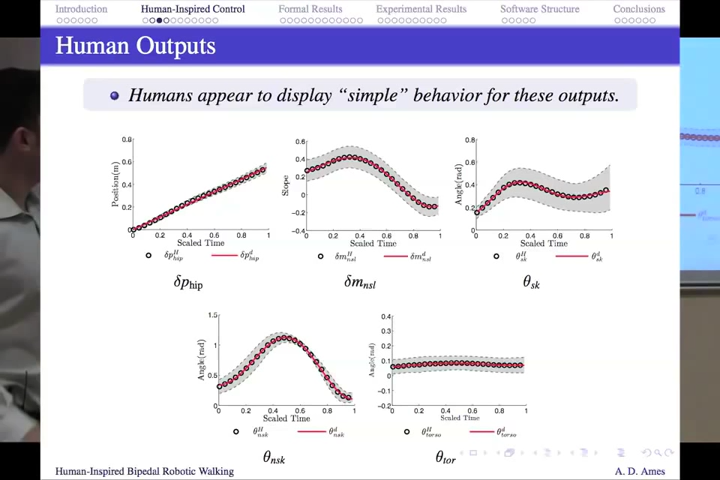 Introduction Human-Inspired Control Formal Results Experimental Results Software Structure Conclusions
Human Outputs
Humans appear to display “simple” behavior for these outputs.
Position(m)
0.8
0.6
0.4
0.2
0
0 0.2 0.4 0.6 0.8 1
Scaled Time
δp^H_hip δp^d_hip
δp_hip
Slope
0.6
0.4
0.2
0
−0.2
−0.4
0 0.2 0.4 0.6 0.8 1
Scaled Time
δm^H_nsl δm^d_nsl
δm_nsl
Angle(rad)
0.8
0.6
0.4
0.2
0
0 0.2 0.4 0.6 0.8 1
Scaled Time
θ^H_sk θ^d_sk
θ_sk
Angle(rad)
1.5
1
0.5
0
0 0.2 0.4 0.6 0.8 1
Scaled Time
θ^H_nsk θ^d_nsk
θ_nsk
Angle(rad)
0.4
0.3
0.2
0.1
0
−0.1
−0.2
0 0.2 0.4 0.6 0.8 1
Scaled Time
θ^H_torso θ^d_torso
θ_tor
Human-Inspired Bipedal Robotic Walking A. D. Ames
0.8